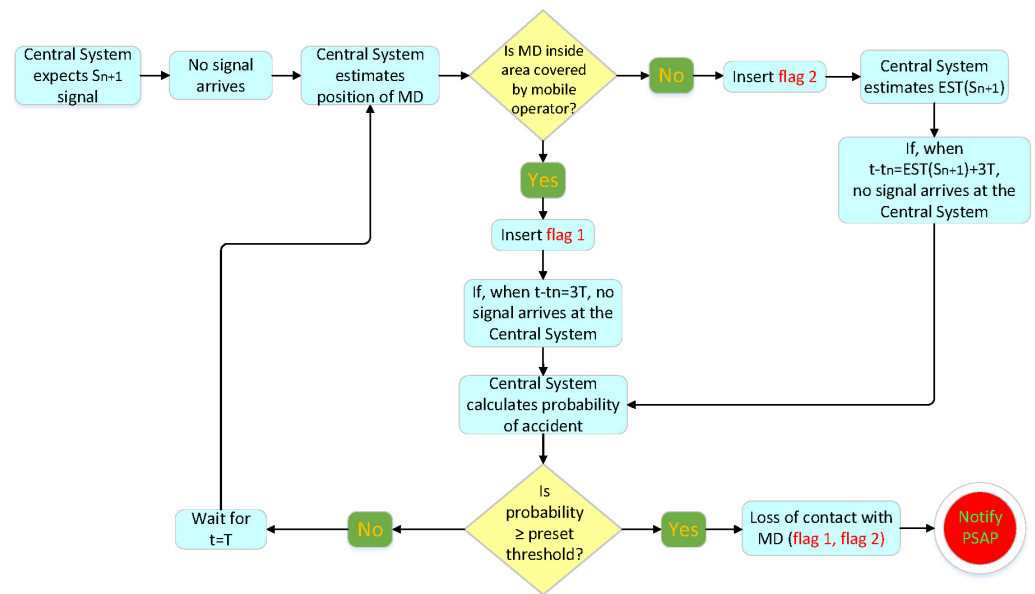 Central System
expects Sn+1
signal
No signal
arrives
Central System
estimates
position of MD
Is MD inside
area covered
by mobile
operator?
No
Insert flag 2
Central System
estimates EST(Sn+1)
If, when
t-tn=EST(Sn+1)+3T,
no signal arrives at the
Central System
Yes
Insert flag 1
If, when t-tn=3T, no
signal arrives at the
Central System
Central System
calculates probability
of accident
Is
probability
≥ preset
threshold?
No
Wait for
t=T
Yes
Loss of contact with
MD (flag 1, flag 2)
Notify
PSAP